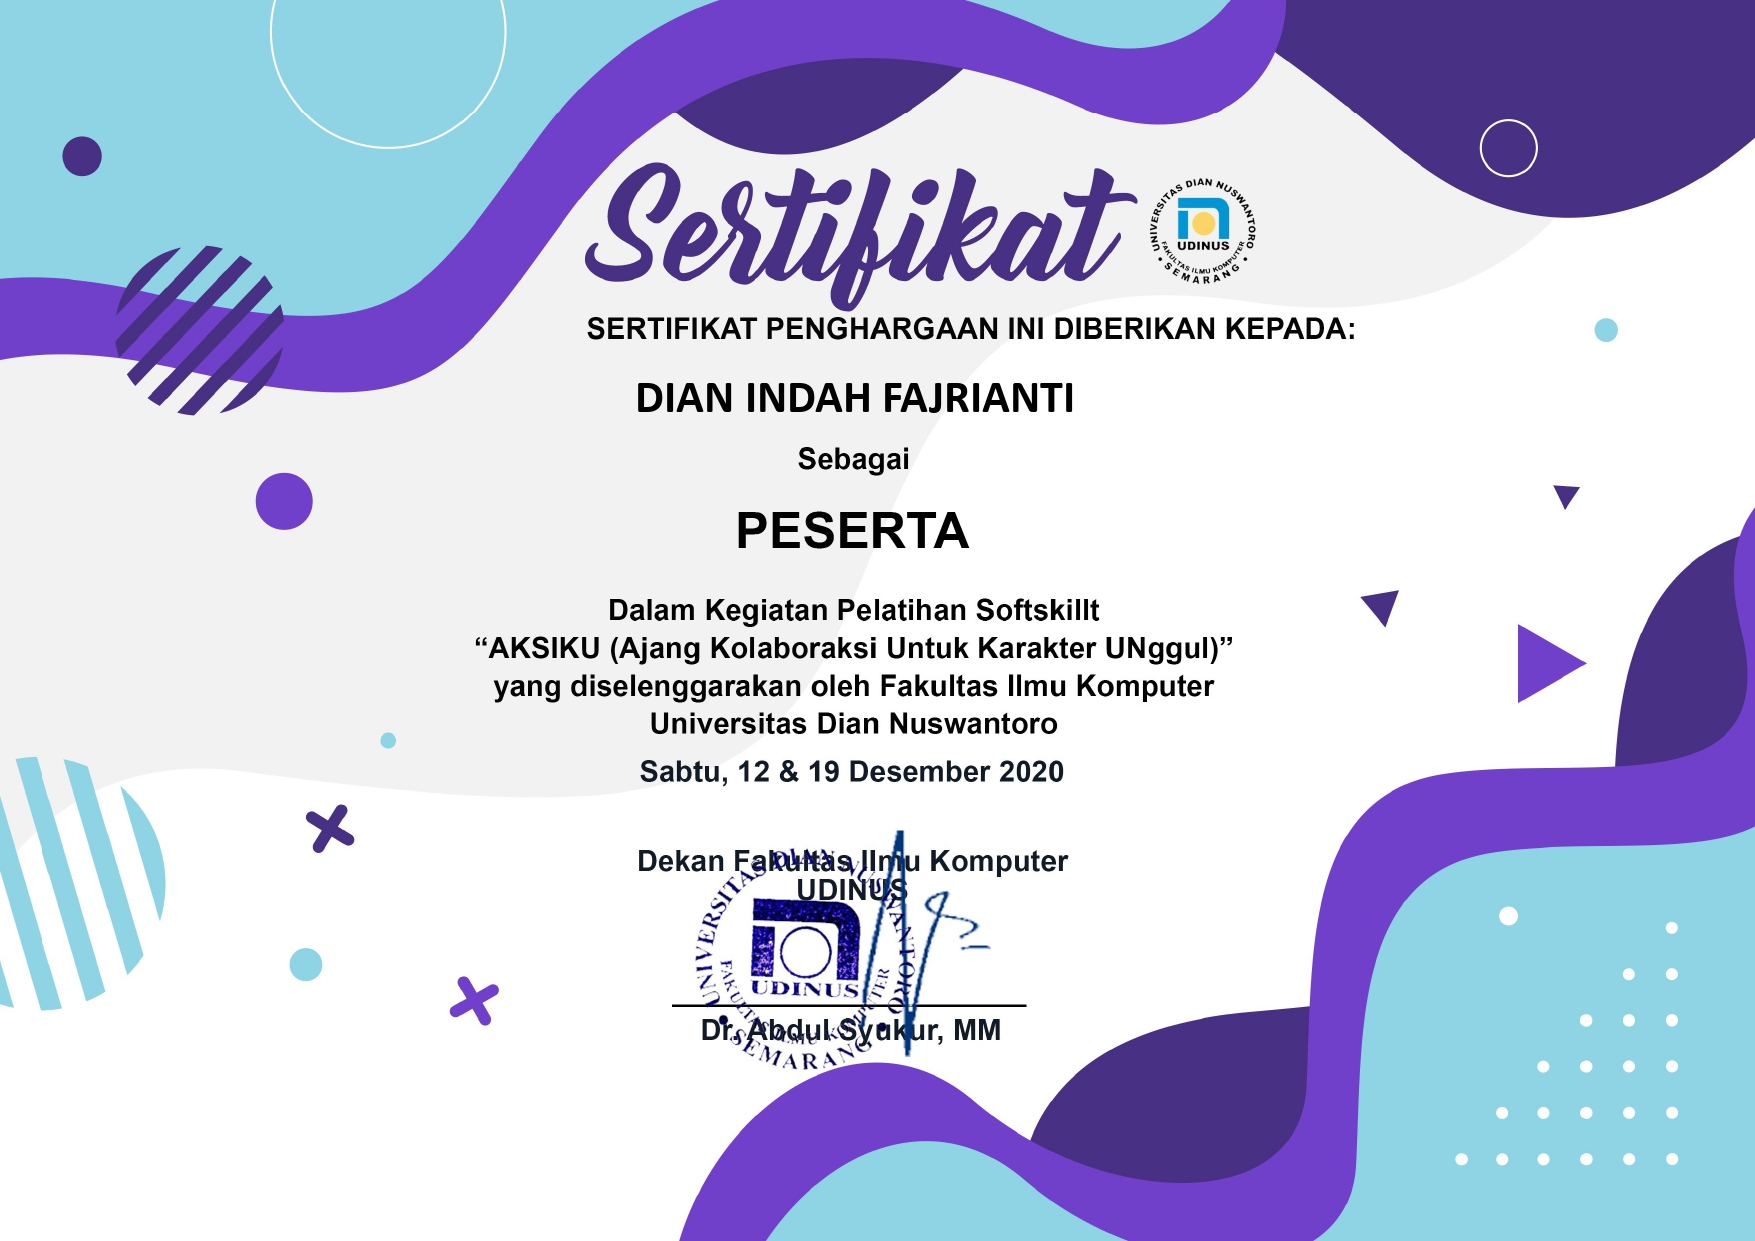 Sertifikat
UNIVERSITAS DIAN NUSWANTORO
UDINUS
FAKULTAS ILMU KOMPUTER
• SEMARANG •
SERTIFIKAT PENGHARGAAN INI DIBERIKAN KEPADA:
DIAN INDAH FAJRIANTI
Sebagai
PESERTA
Dalam Kegiatan Pelatihan Softskillt
“AKSIKU (Ajang Kolaboraksi Untuk Karakter UNggul)”
yang diselenggarakan oleh Fakultas Ilmu Komputer
Universitas Dian Nuswantoro
Sabtu, 12 & 19 Desember 2020
Dekan Fakultas Ilmu Komputer
UDINUS
UNIVERSITAS DIAN NUSWANTORO
UDINUS
FAKULTAS ILMU KOMPUTER
• SEMARANG •
Dr. Abdul Syukur, MM